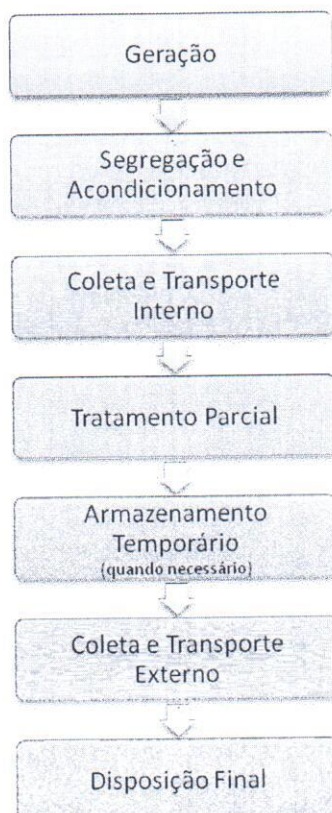 Geração
Segregação e
Acondicionamento
Coleta e Transporte
Interno
Tratamento Parcial
Armazenamento
Temporário
(quando necessário)
Coleta e Transporte
Externo
Disposição Final